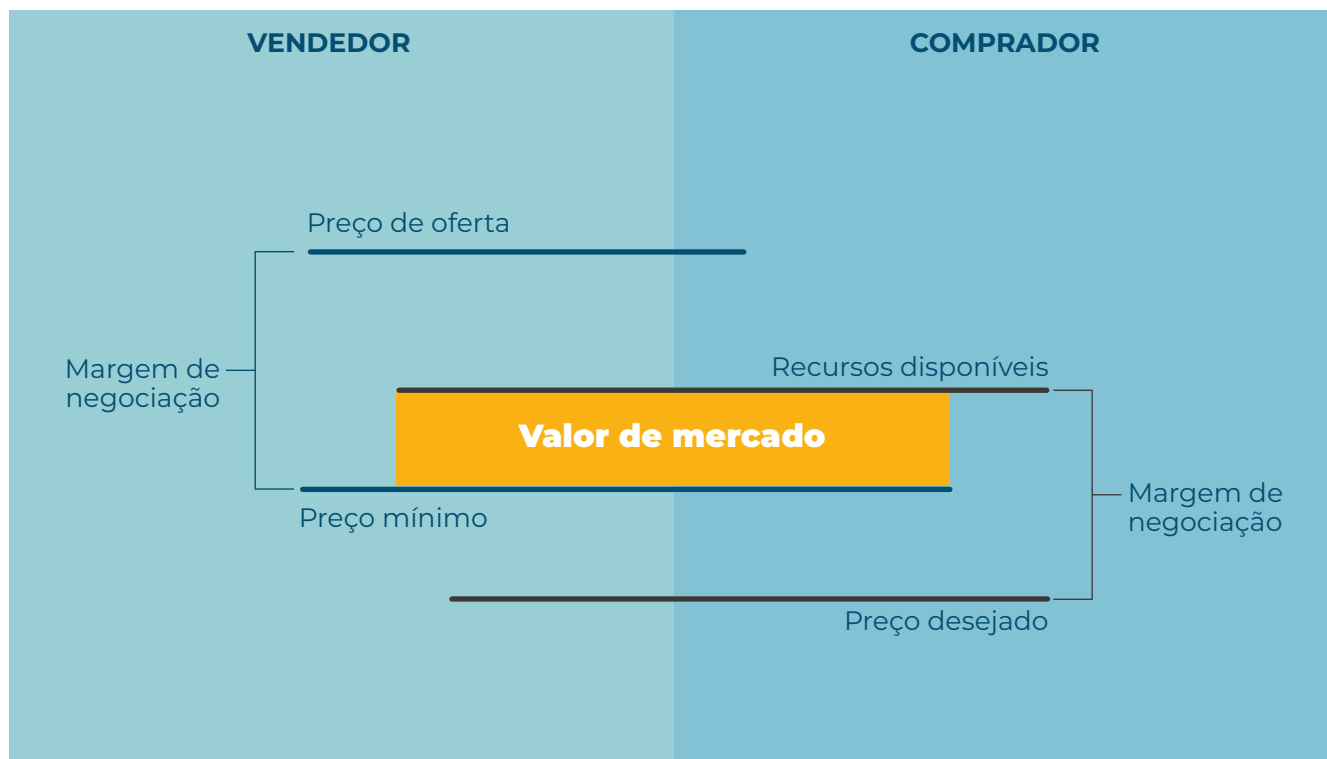 VENDEDOR
COMPRADOR
Preço de oferta
Margem de
negociação
Recursos disponíveis
Valor de mercado
Preço mínimo
Margem de
negociação
Preço desejado